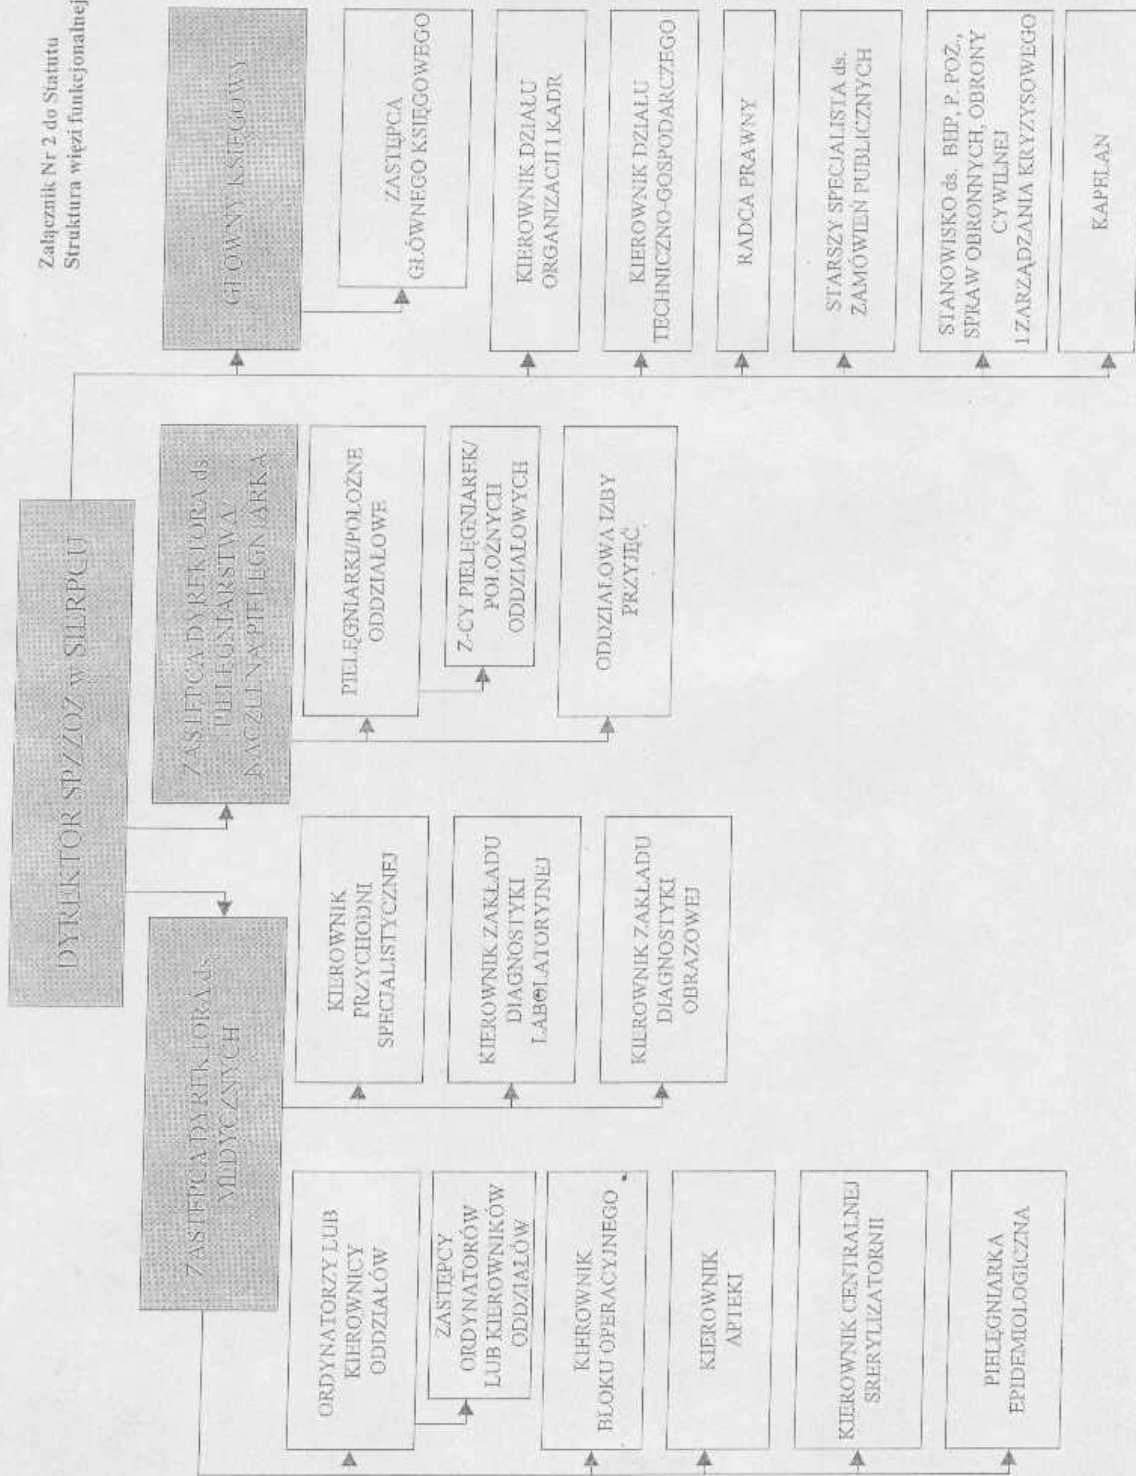 Załącznik Nr 2 do Statutu
Struktura więzi funkcjonalnej
DYREKTOR SPZZOZ w SIERPCU
ZASTĘPCA DYREKTORA ds.
MEDYCZNYCH
ORDYNATORZY LUB
KIEROWNICY
ODDZIAŁÓW
ZASTĘPCY
ORDYNATORÓW
LUB KIEROWNIKÓW
ODDZIAŁÓW
KIEROWNIK
BLOKU OPERACYJNEGO
KIEROWNIK
APTEKI
KIEROWNIK CENTRALNEJ
SRERYLIZATORNII
PIELĘGNIARKA
EPIDEMIOLOGICZNA
KIEROWNIK
PRZYCHODNI
SPECJALISTYCZNEJ
KIEROWNIK ZAKŁADU
DIAGNOSTYKI
LABOLATORYJNEJ
KIEROWNIK ZAKŁADU
DIAGNOSTYKI
OBRAZOWEJ
ZASTĘPCA DYREKTORA ds
PIELĘGNIARSTWA/
NACZELNA PIELĘGNIARKA
PIELĘGNIARKI/POŁOŻNE
ODDZIAŁOWE
Z-CY PIELĘGNIAREK/
POŁOŻNYCH
ODDZIAŁOWYCH
ODDZIAŁOWA IZBY
PRZYJĘĆ
GŁÓWNY KSIĘGOWY
ZASTĘPCA
GŁÓWNEGO KSIĘGOWEGO
KIEROWNIK DZIAŁU
ORGANIZACJI I KADR
KIEROWNIK DZIAŁU
TECHNICZNO-GOSPODARCZEGO
RADCA PRAWNY
STARSZY SPECJALISTA ds.
ZAMÓWIEŃ PUBLICZNYCH
STANOWISKO ds. BHP, P. POŻ.,
SPRAW OBRONNYCH, OBRONY
CYWILNEJ
I ZARZĄDZANIA KRYZYSOWEGO
KAPELAN